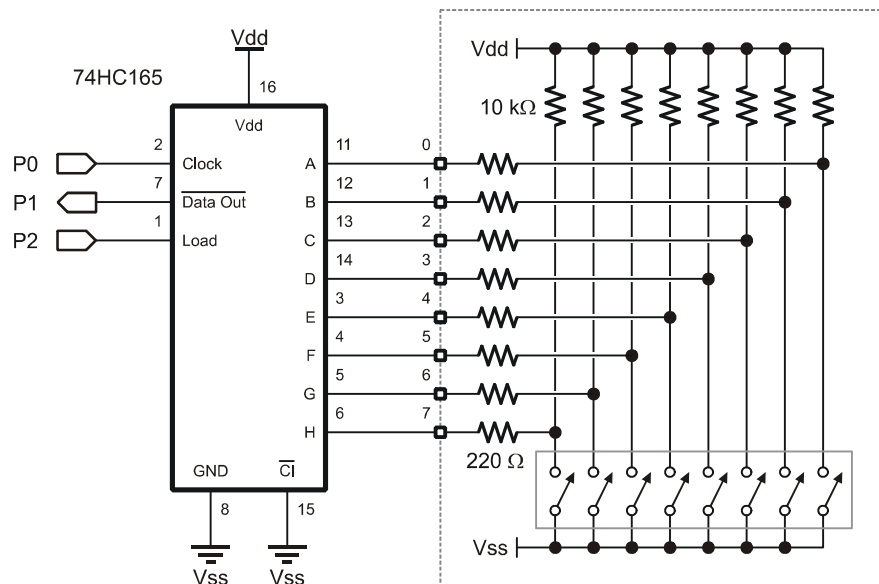 Vdd
74HC165
16
Vdd
Vdd
10 kΩ
P0 2 Clock A 11 0
P1 7 Data Out B 12 1
P2 1 Load C 13 2
D 14 3
E 3 4
F 4 5
G 5 6
H 6 7
220 Ω
GND CI
8 15
Vss Vss
Vss